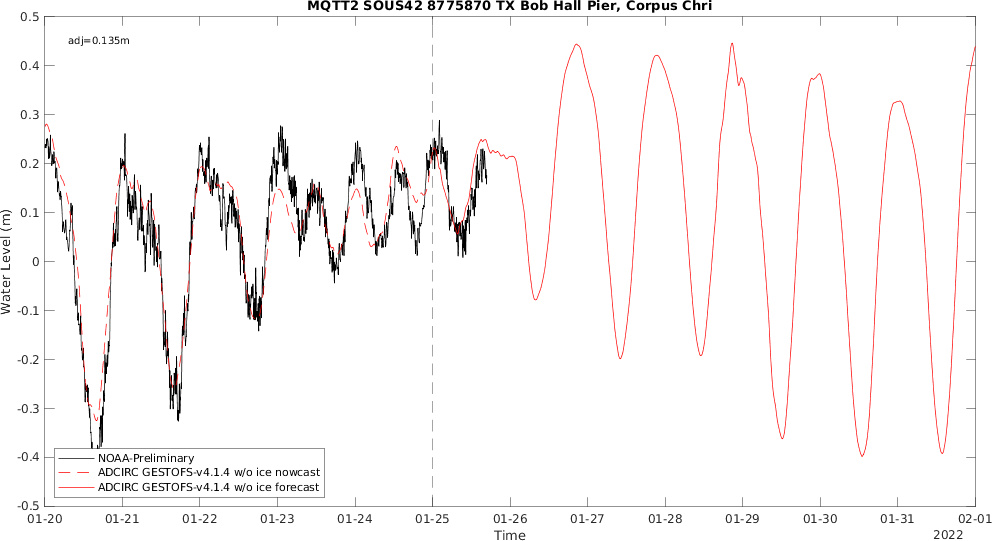 MQTT2 SOUS42 8775870 TX Bob Hall Pier, Corpus Chri
adj=0.135m
Water Level (m)
0.5
0.4
0.3
0.2
0.1
0
-0.1
-0.2
-0.3
-0.4
-0.5
NOAA-Preliminary
ADCIRC GESTOFS-v4.1.4 w/o ice nowcast
ADCIRC GESTOFS-v4.1.4 w/o ice forecast
01-20 01-21 01-22 01-23 01-24 01-25 01-26 01-27 01-28 01-29 01-30 01-31 02-01
Time
2022